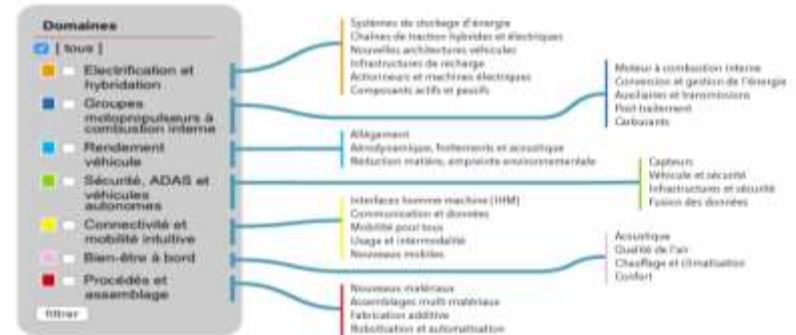 Domaines
[ tous ]
Electrification et
hybridation
Groupes
motopropulseurs à
combustion interne
Rendement
véhicule
Sécurité, ADAS et
véhicules
autonomes
Connectivité et
mobilité intuitive
Bien-être à bord
Procédés et
assemblage
filtrer
Systèmes de stockage d'énergie
Chaînes de traction hybrides et électriques
Nouvelles architectures véhicules
Infrastructures de recharge
Actionneurs et machines électriques
Composants actifs et passifs
Moteur à combustion interne
Conversion et gestion de l'énergie
Auxiliaires et transmissions
Post-traitement
Carburants
Allègement
Aérodynamique, frottements et acoustique
Réduction matière, empreinte environnementale
Capteurs
Véhicule et sécurité
Infrastructures et sécurité
Fusion des données
Interfaces homme machine (IHM)
Communication et données
Mobilité pour tous
Usage et intermodalité
Nouveaux mobiles
Acoustique
Qualité de l'air
Chauffage et climatisation
Confort
Nouveaux matériaux
Assemblages multi-matériaux
Fabrication additive
Robotisation et automatisation